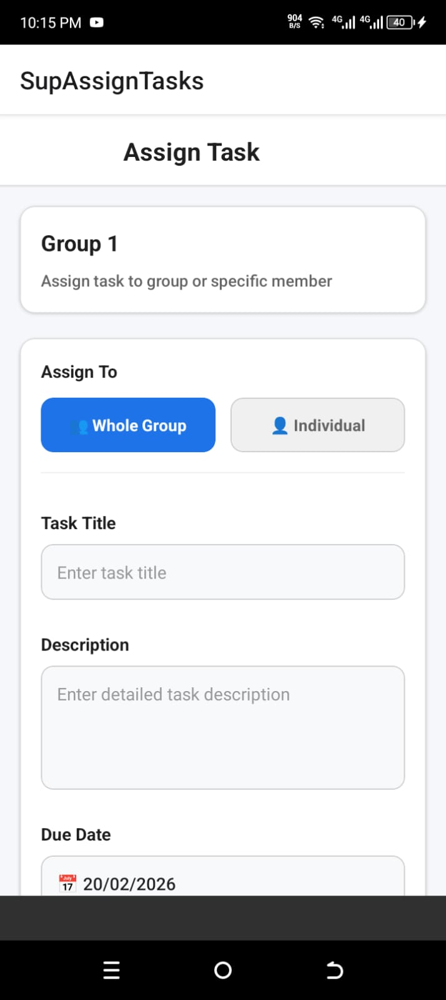 10:15 PM
904 B/S 4G 4G 40
SupAssignTasks
Assign Task
Group 1
Assign task to group or specific member
Assign To
👥 Whole Group
👤 Individual
Task Title
Enter task title
Description
Enter detailed task description
Due Date
📅 20/02/2026